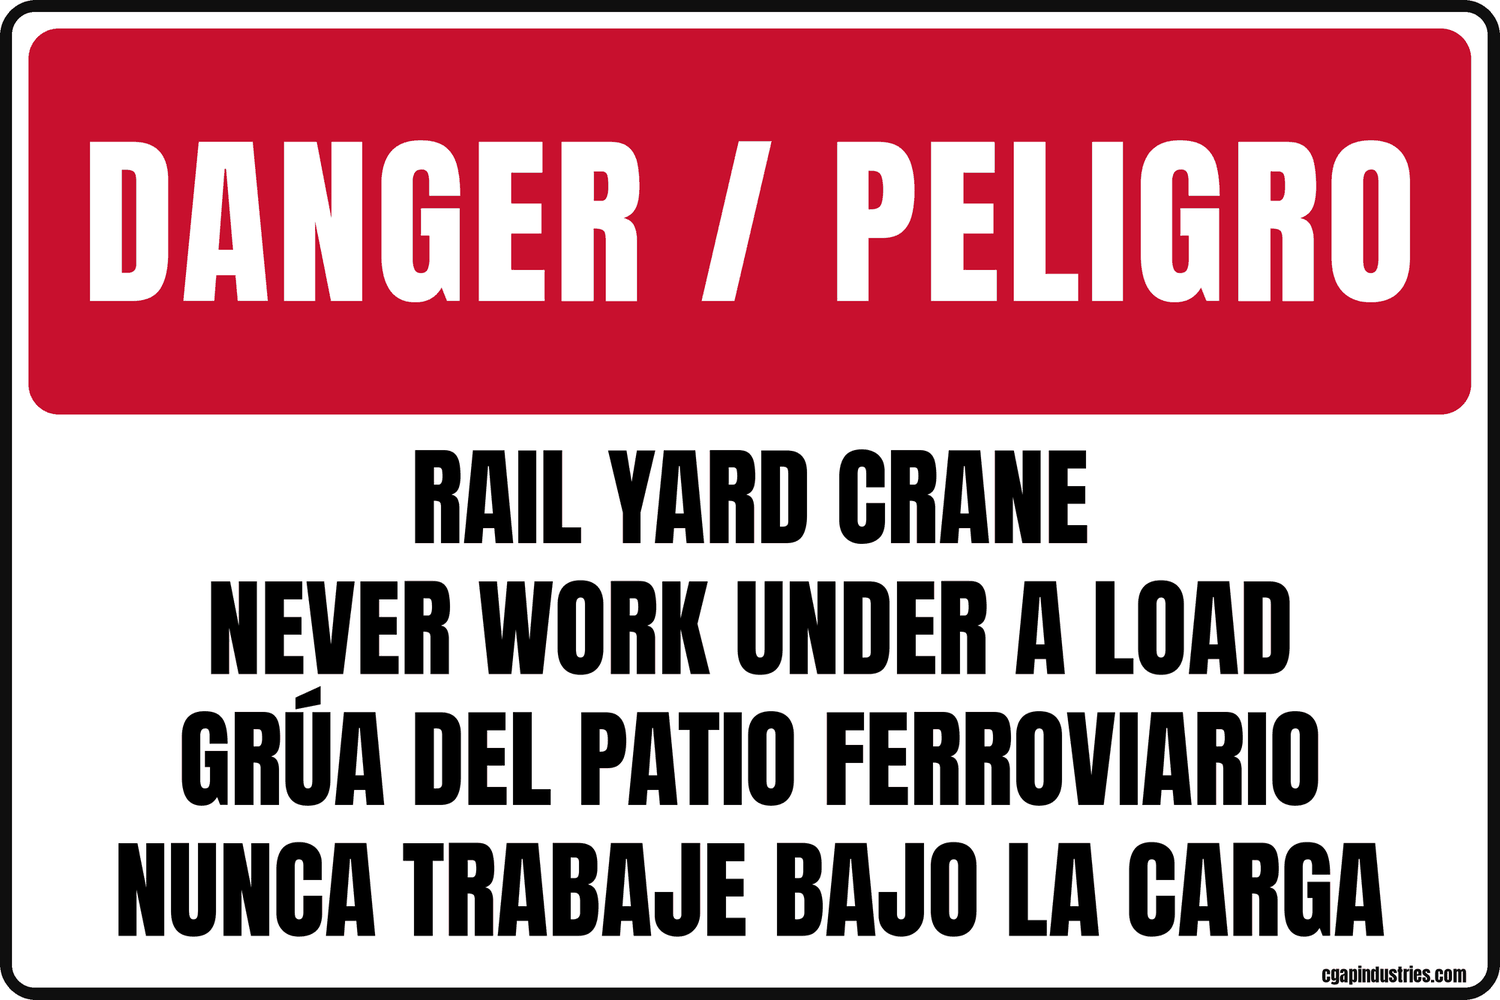 DANGER / PELIGRO
RAIL YARD CRANE
NEVER WORK UNDER A LOAD
GRÚA DEL PATIO FERROVIARIO
NUNCA TRABAJE BAJO LA CARGA
cgapindustries.com